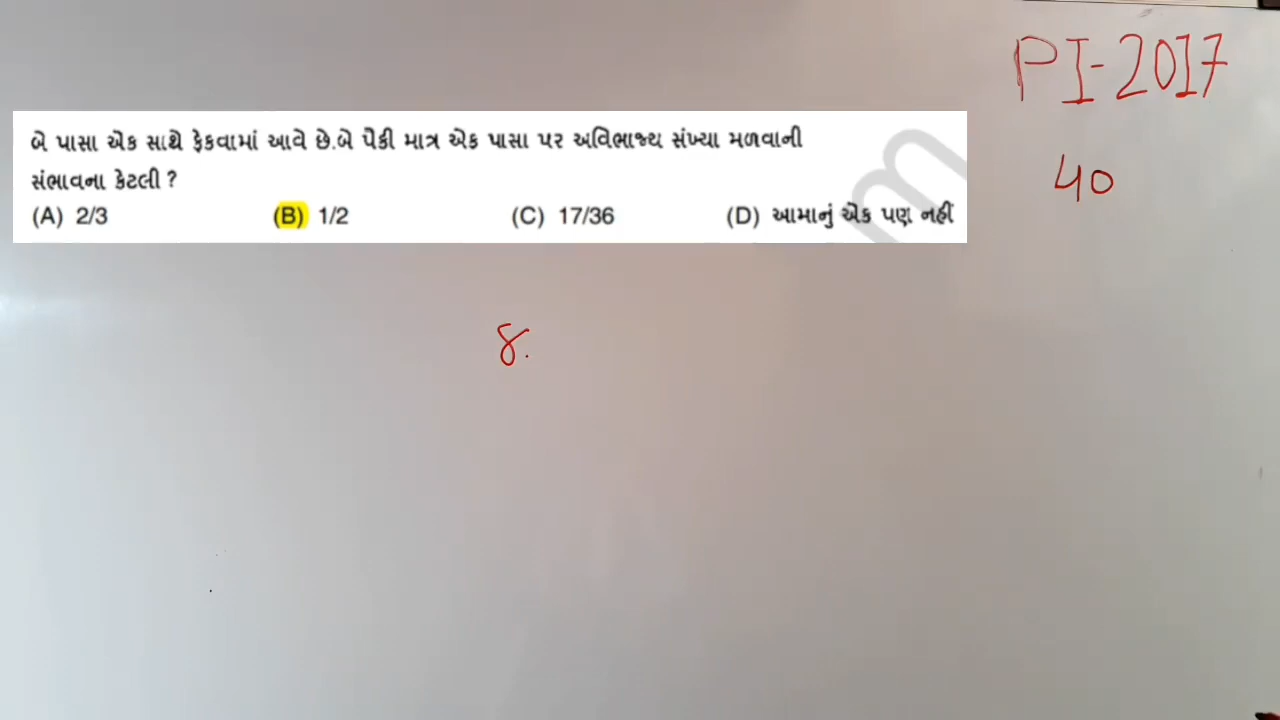 PI-2017
બે પાસા એક સાથે ફેકવામાં આવે છે.બે પૈકી માત્ર એક પાસા પર અવિભાજ્ય સંખ્યા મળવાની
સંભાવના કેટલી ?
40
(A) 2/3 (B) 1/2 (C) 17/36 (D) આમાનું એક પણ નહીં
m
8.